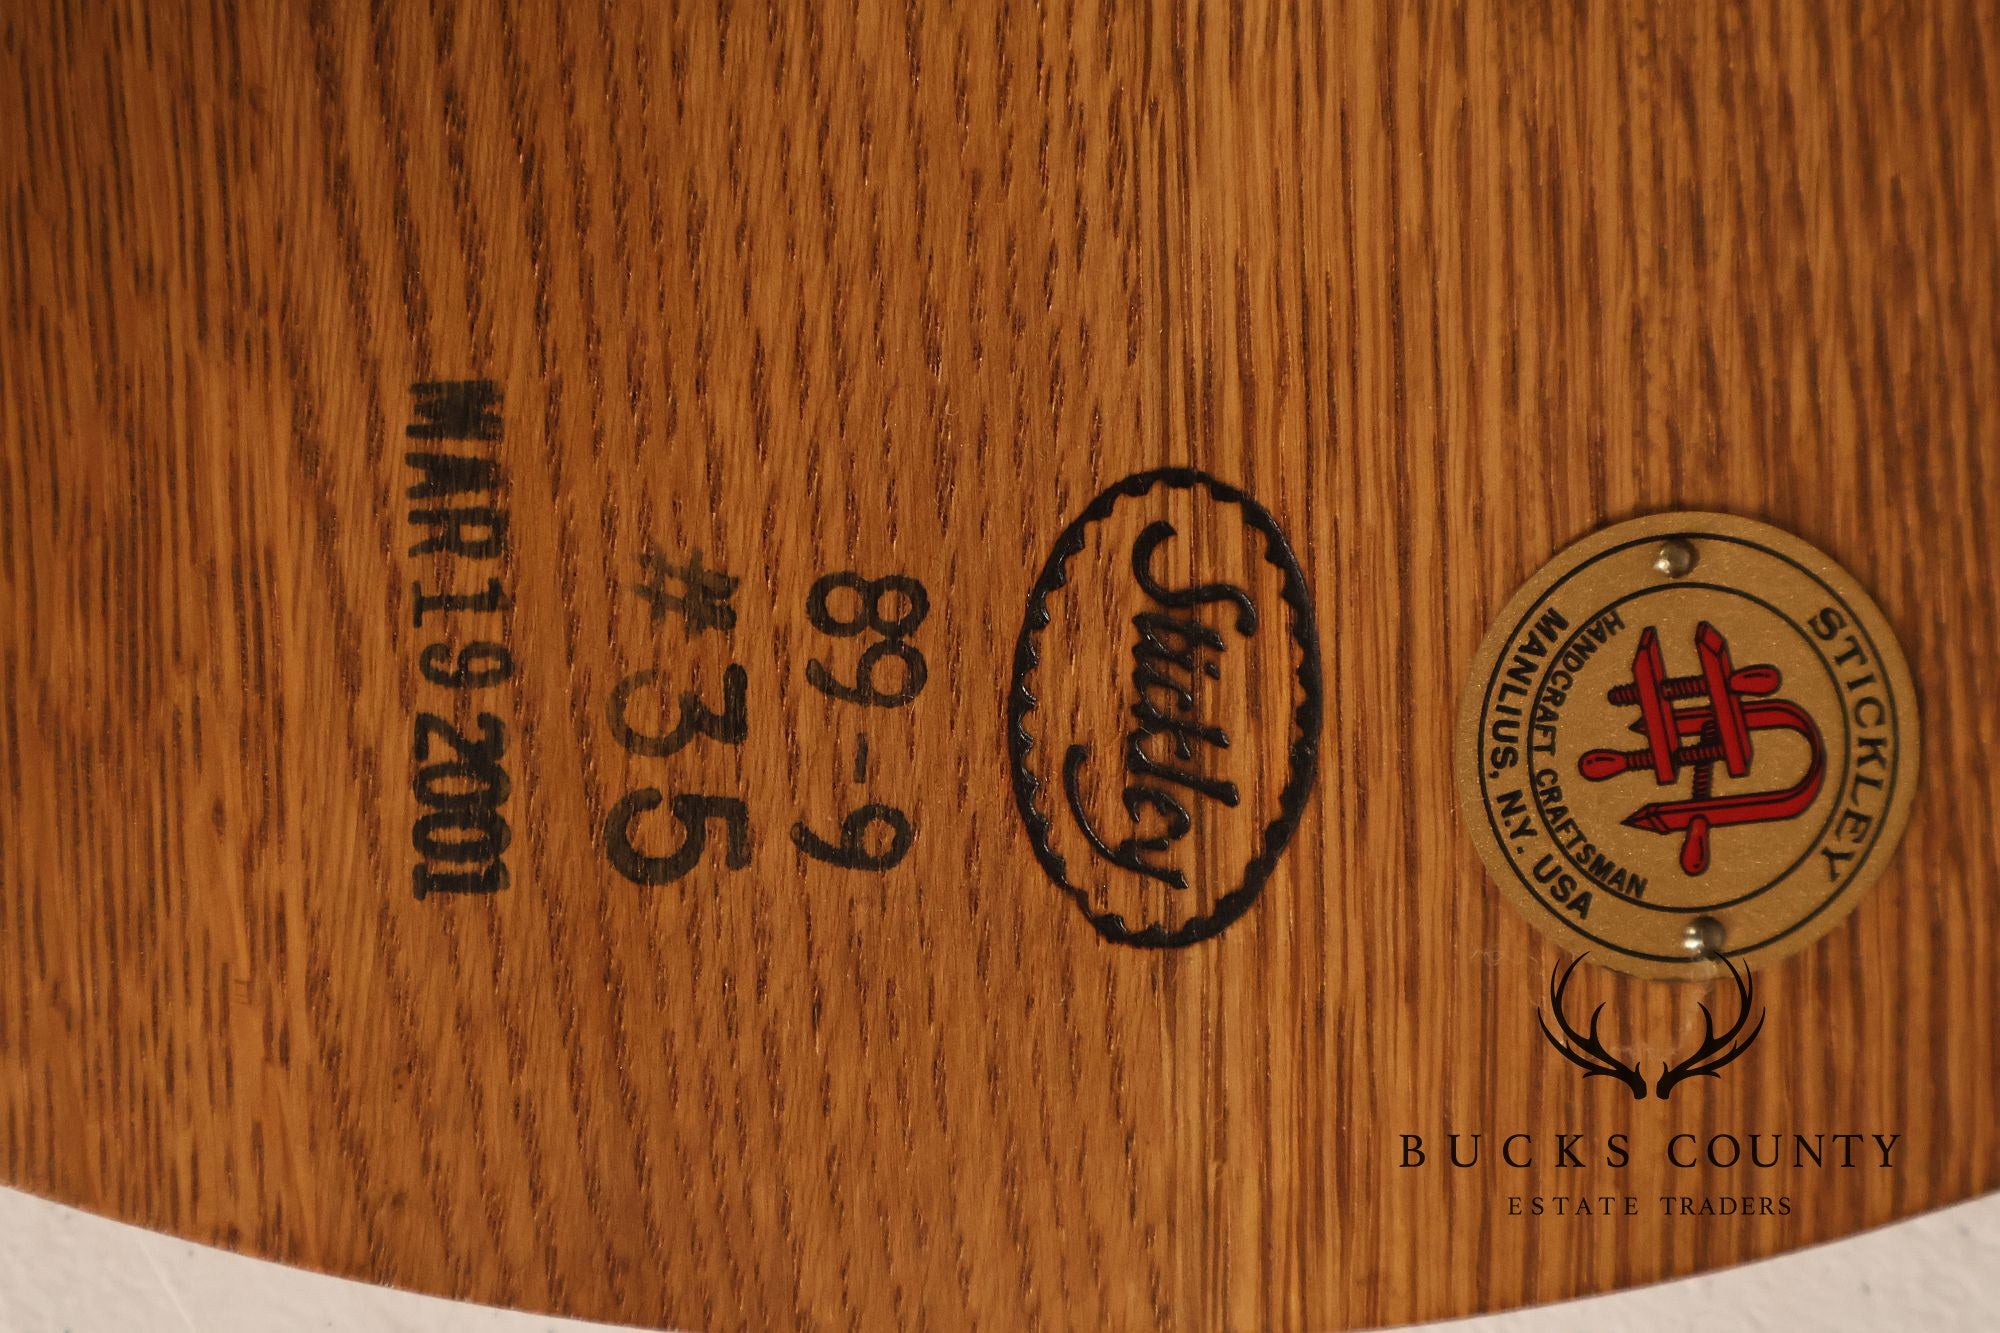 STICKLEY
HANDCRAFT CRAFTSMAN
MANLIUS, N.Y. USA
Stickley
89-9
#35
MAR 19 2001
BUCKS COUNTY
ESTATE TRADERS